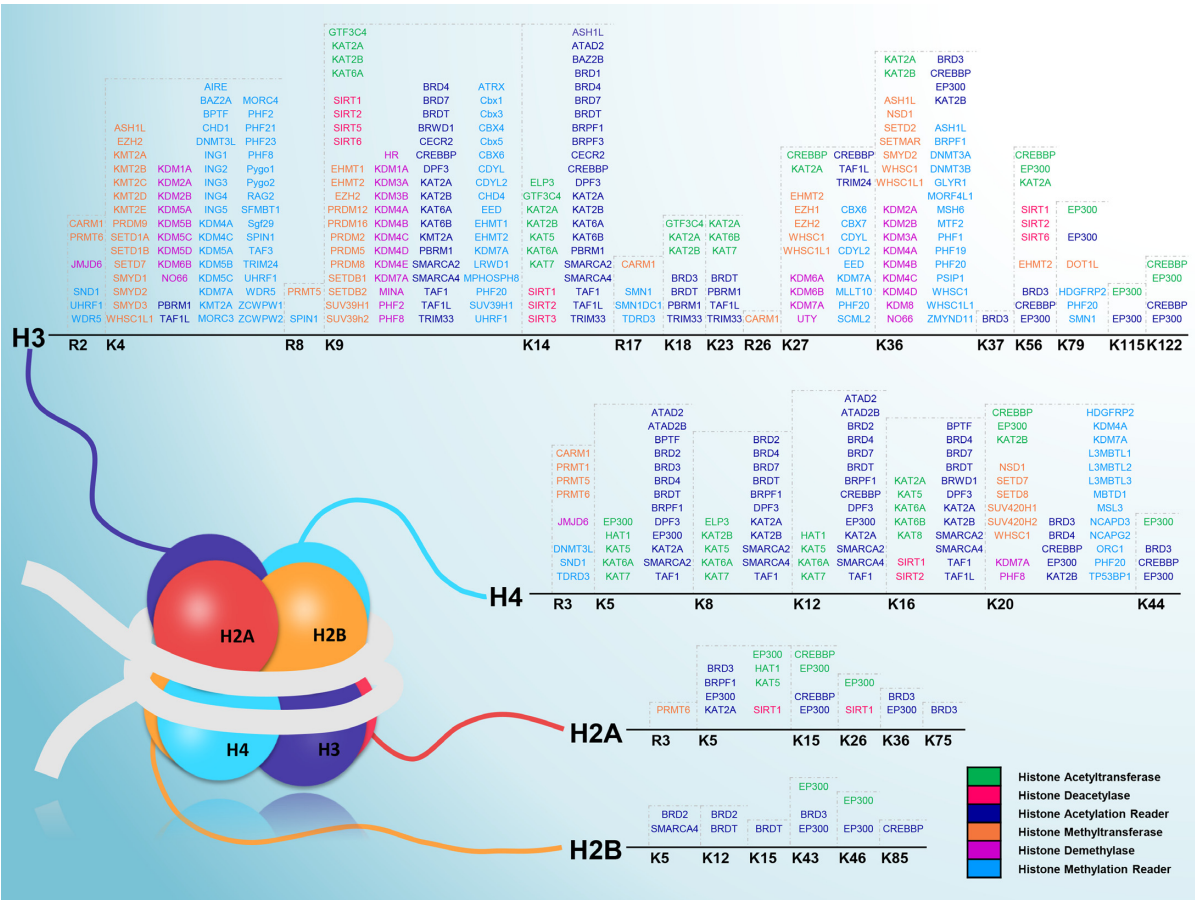 H3
CARM1
PRMT6
JMJD6
SND1
UHRF1
WDR5
R2
ASH1L
EZH2
KMT2A
KMT2B
KMT2C
KMT2D
KMT2E
PRDM9
SETD1A
SETD1B
SETD7
SMYD1
SMYD2
SMYD3
WHSC1L1
KDM1A
KDM2A
KDM2B
KDM5A
KDM5B
KDM5C
KDM5D
KDM6B
NO66
PBRM1
TAF1L
AIRE
BAZ2A
BPTF
CHD1
DNMT3L
ING1
ING2
ING3
ING4
ING5
KDM4A
KDM4C
KDM5A
KDM5B
KDM5C
KDM7A
KMT2A
MORC3
MORC4
PHF2
PHF21
PHF23
PHF8
Pygo1
Pygo2
RAG2
SFMBT1
Sgf29
SPIN1
TAF3
TRIM24
UHRF1
WDR5
ZCWPW1
ZCWPW2
K4
PRMT5
SPIN1
R8
GTF3C4
KAT2A
KAT2B
KAT6A
SIRT1
SIRT2
SIRT5
SIRT6
EHMT1
EHMT2
EZH2
PRDM12
PRDM16
PRDM2
PRDM5
PRDM8
SETDB1
SETDB2
SUV39H1
SUV39h2
HR
KDM1A
KDM3A
KDM3B
KDM4A
KDM4B
KDM4C
KDM4D
KDM4E
KDM4C
KDM7A
MINA
PHF2
PHF8
BRD4
BRD7
BRDT
BRWD1
CECR2
CREBBP
DPF3
KAT2A
KAT2B
KAT6A
KAT6B
KMT2A
PBRM1
SMARCA2
SMARCA4
TAF1
TAF1L
TRIM33
ATRX
Cbx1
Cbx3
CBX4
Cbx5
CBX6
CDYL
CDYL2
CHD4
EED
EHMT1
EHMT2
KDM7A
LRWD1
MPHOSPH8
PHF20
SUV39H1
UHRF1
K9
ELP3
GTF3C4
KAT2A
KAT2B
KAT5
KAT6A
KAT7
SIRT1
SIRT2
SIRT3
ASH1L
ATAD2
BAZ2B
BRD1
BRD4
BRD7
BRDT
BRPF1
BRPF3
CECR2
CREBBP
DPF3
KAT2A
KAT2B
KAT6A
KAT6B
PBRM1
SMARCA2
SMARCA4
TAF1
TAF1L
TRIM33
K14
CARM1
SMN1
SMN1DC1
TDRD3
R17
GTF3C4
KAT2A
KAT2B
BRD3
BRDT
PBRM1
TRIM33
K18
KAT2A
KAT6B
KAT7
BRDT
PBRM1
TAF1L
TRIM33
K23
CARM1
R26
CREBBP
KAT2A
EHMT2
EZH1
EZH2
WHSC1
WHSC1L1
KDM6A
KDM6B
KDM7A
UTY
CREBBP
TAF1L
TRIM24
CBX6
CBX7
CDYL
CDYL2
EED
KDM7A
MLLT10
PHF20
SCML2
K27
KAT2A
KAT2B
ASH1L
NSD1
SETD2
SETMAR
SMYD2
WHSC1
WHSC1L1
KDM2A
KDM2B
KDM3A
KDM4A
KDM4B
KDM4C
KDM4D
KDM8
NO66
BRD3
CREBBP
EP300
KAT2B
ASH1L
BRPF1
DNMT3A
DNMT3B
GLYR1
MORF4L1
MSH6
MTF2
PHF1
PHF19
PHF20
PSIP1
WHSC1
WHSC1L1
ZMYND11
K36
BRD3
K37
CREBBP
EP300
KAT2A
SIRT1
SIRT2
SIRT6
EHMT2
BRD3
CREBBP
EP300
K56
EP300
EP300
DOT1L
HDGFRP2
PHF20
SMN1
K79
EP300
EP300
K115
CREBBP
EP300
CREBBP
EP300
K122
H4
CARM1
PRMT1
PRMT5
PRMT6
JMJD6
DNMT3L
SND1
TDRD3
R3
EP300
HAT1
KAT5
KAT6A
KAT7
ATAD2
ATAD2B
BPTF
BRD2
BRD3
BRD4
BRDT
BRPF1
DPF3
EP300
KAT2A
SMARCA2
TAF1
K5
ELP3
KAT2B
KAT5
KAT6A
KAT7
BRD2
BRD4
BRD7
BRDT
BRPF1
DPF3
KAT2A
KAT2B
SMARCA2
SMARCA4
TAF1
K8
HAT1
KAT5
KAT6A
KAT7
ATAD2
ATAD2B
BRD2
BRD4
BRD7
BRDT
BRPF1
CREBBP
DPF3
EP300
KAT2A
SMARCA2
SMARCA4
TAF1
K12
KAT2A
KAT5
KAT6A
KAT6B
KAT8
SIRT1
SIRT2
BPTF
BRD4
BRD7
BRDT
BRWD1
DPF3
KAT2A
KAT2B
SMARCA2
SMARCA4
TAF1
TAF1L
K16
CREBBP
EP300
KAT2B
NSD1
SETD7
SETD8
SUV420H1
SUV420H2
WHSC1
KDM7A
PHF8
BRD3
BRD4
CREBBP
EP300
KAT2B
HDGFRP2
KDM4A
KDM7A
L3MBTL1
L3MBTL2
L3MBTL3
MBTD1
MSL3
NCAPD3
NCAPG2
ORC1
PHF20
TP53BP1
K20
EP300
BRD3
CREBBP
EP300
K44
H2A
H2B
H4
H3
H2A
PRMT6
R3
BRD3
BRPF1
EP300
KAT2A
EP300
HAT1
KAT5
SIRT1
K5
CREBBP
EP300
CREBBP
EP300
K15
EP300
SIRT1
K26
BRD3
EP300
K36
BRD3
K75
H2B
BRD2
SMARCA4
K5
BRD2
BRDT
K12
BRDT
K15
EP300
BRD3
EP300
K43
EP300
EP300
K46
CREBBP
K85
Histone Acetyltransferase
Histone Deacetylase
Histone Acetylation Reader
Histone Methyltransferase
Histone Demethylase
Histone Methylation Reader